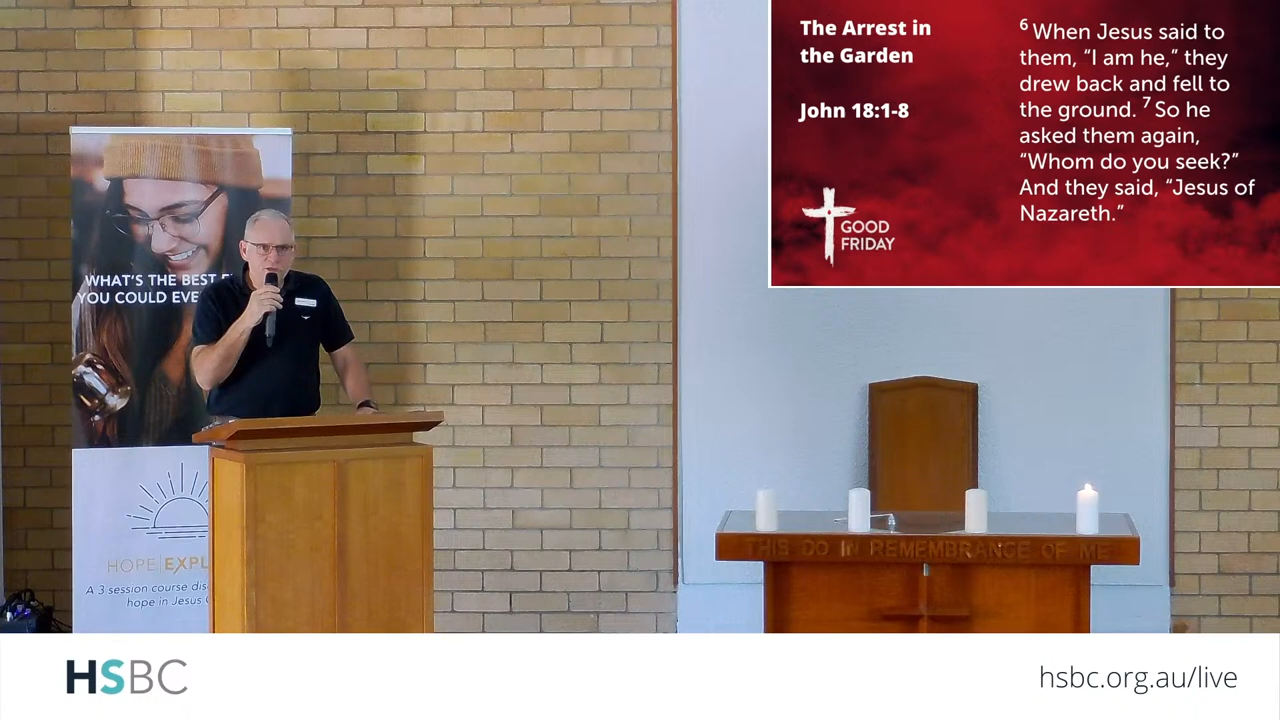 The Arrest in
the Garden
John 18:1-8
GOOD
FRIDAY
6 When Jesus said to
them, “I am he,” they
drew back and fell to
the ground. 7 So he
asked them again,
“Whom do you seek?”
And they said, “Jesus of
Nazareth.”
WHAT'S THE BEST
YOU COULD EVE
HOPE|EXPL
A 3 session course dis
hope in Jesus
THIS DO IN REMEMBRANCE OF ME
HSBC
hsbc.org.au/live